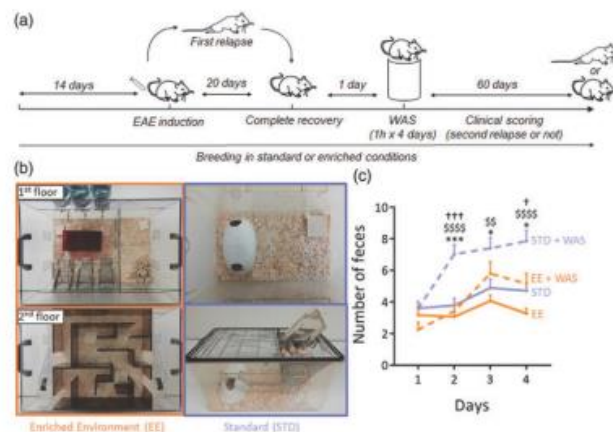 (a)
First relapse
or
14 days
20 days
1 day
60 days
EAE induction
Complete recovery
WAS
(1h x 4 days)
Clinical scoring
(second relapse or not)
Breeding in standard or enriched conditions
(b)
1st floor
2nd floor
Enriched Environment (EE)
Standard (STD)
(c)
Number of feces
10
8
6
4
2
0
†††
$$$$
***
$$
*
†
$$$$
*
STD + WAS
EE + WAS
STD
EE
1
2
3
4
Days